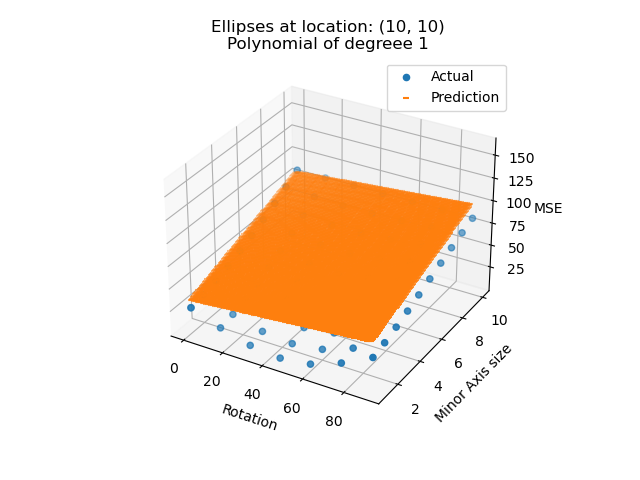 Ellipses at location: (10, 10)
Polynomial of degreee 1
Actual
Prediction
150
125
100
75
50
25
MSE
10
8
6
4
2
Minor Axis size
0
20
40
60
80
Rotation